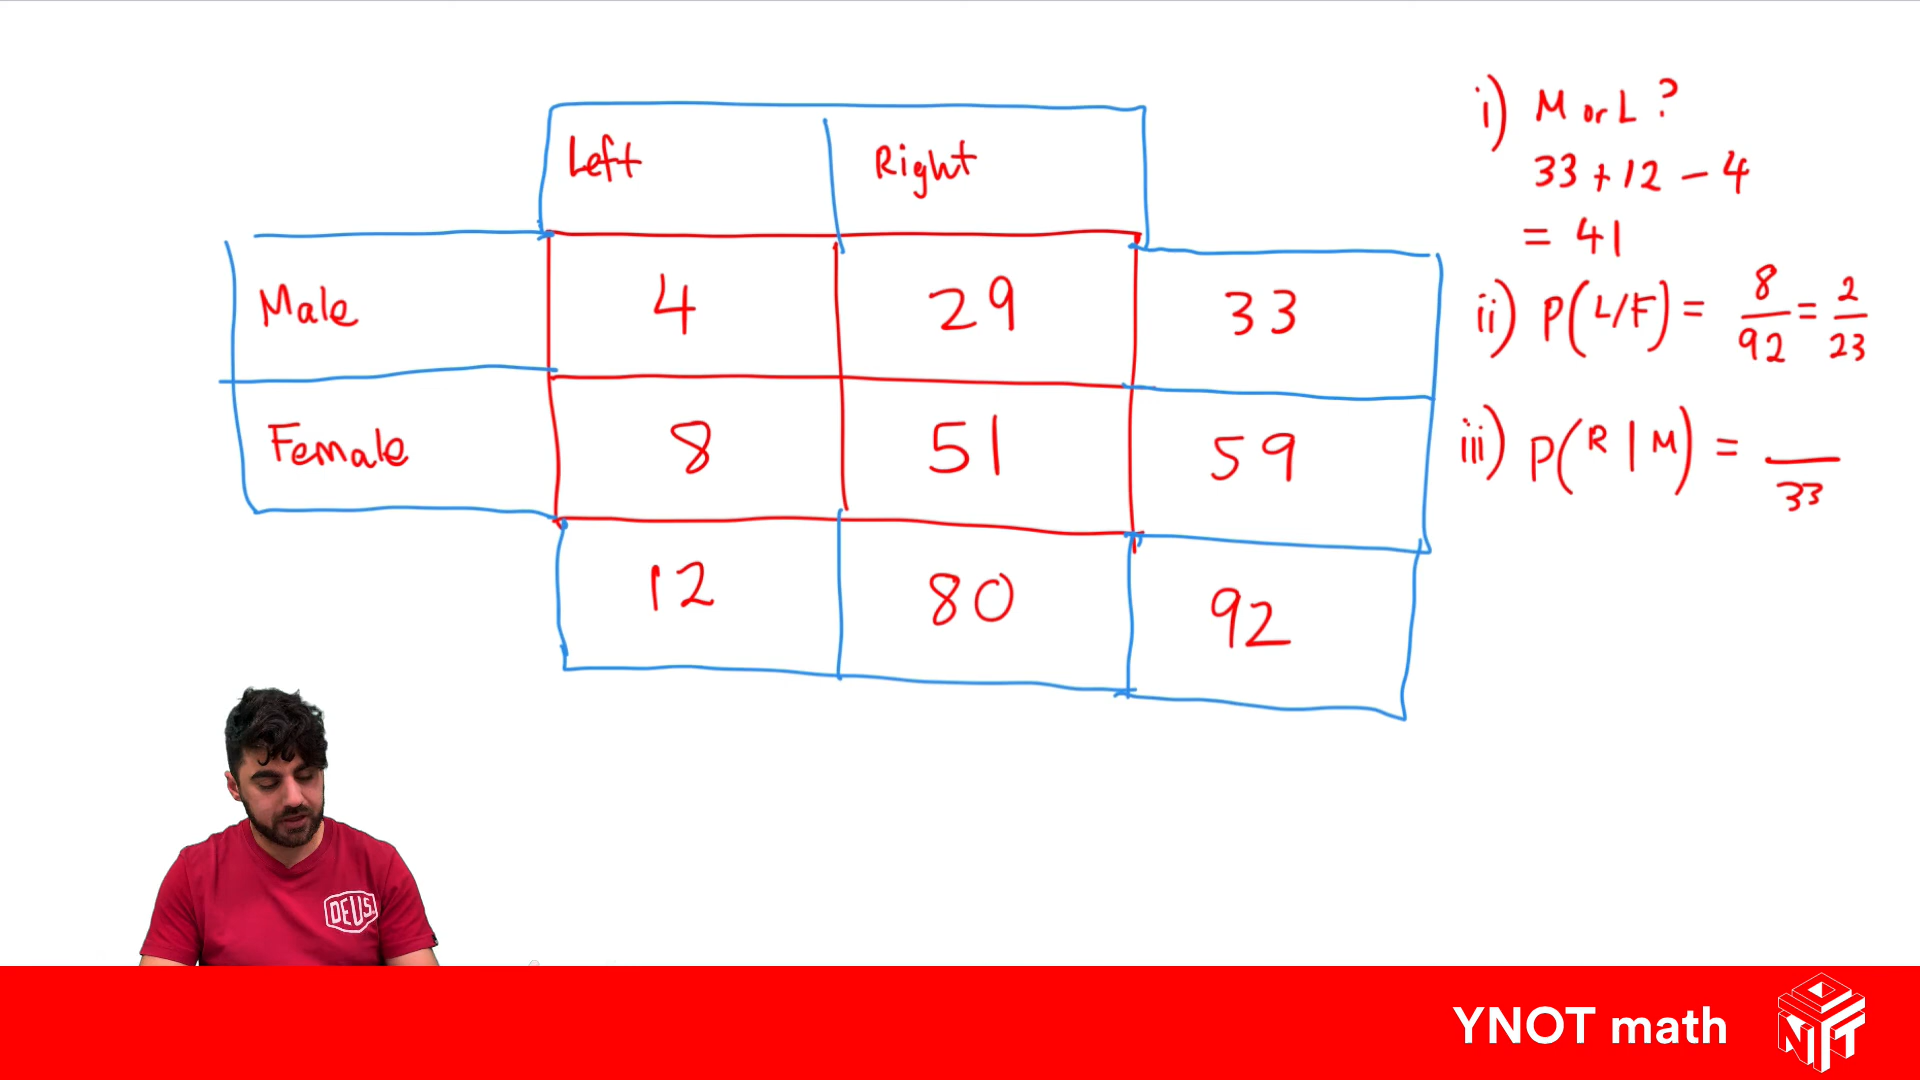 Left Right
Male 4 29 33
Female 8 51 59
12 80 92
i) M or L ?
33 + 12 - 4
= 41
ii) P(L/F) = 8/92 = 2/23
iii) P(R|M) = /33
DEUS
YNOT math